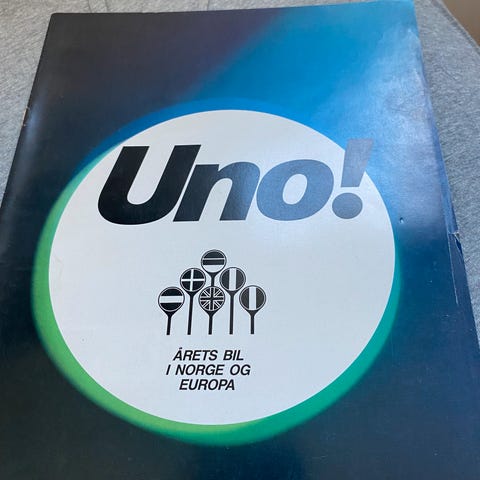 Uno!
ÅRETS BIL
I NORGE OG
EUROPA